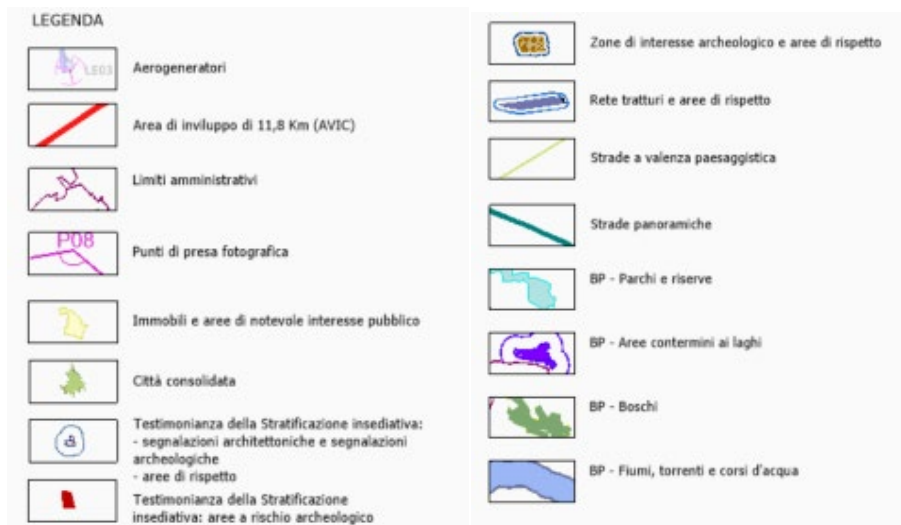 LEGENDA
LE03
Aerogeneratori
Area di inviluppo di 11,8 Km (AVIC)
Limiti amministrativi
P08
Punti di presa fotografica
Immobili e aree di notevole interesse pubblico
Città consolidata
Testimonianza della Stratificazione insediativa:
- segnalazioni architettoniche e segnalazioni
archeologiche
- aree di rispetto
Testimonianza della Stratificazione
insediativa: aree a rischio archeologico
Zone di interesse archeologico e aree di rispetto
Rete tratturi e aree di rispetto
Strade a valenza paesaggistica
Strade panoramiche
BP - Parchi e riserve
BP - Aree contermini ai laghi
BP - Boschi
BP - Fiumi, torrenti e corsi d'acqua